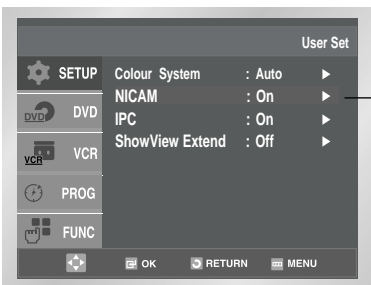 User Set
SETUP
DVD
DVD
VCR
VCR
PROG
FUNC
Colour System : Auto
NICAM : On
IPC : On
ShowView Extend : Off
OK RETURN MENU